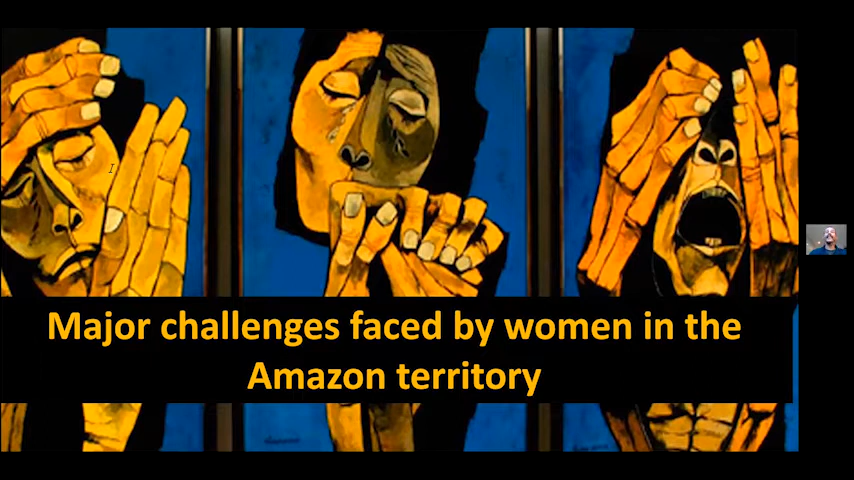 Major challenges faced by women in the
Amazon territory